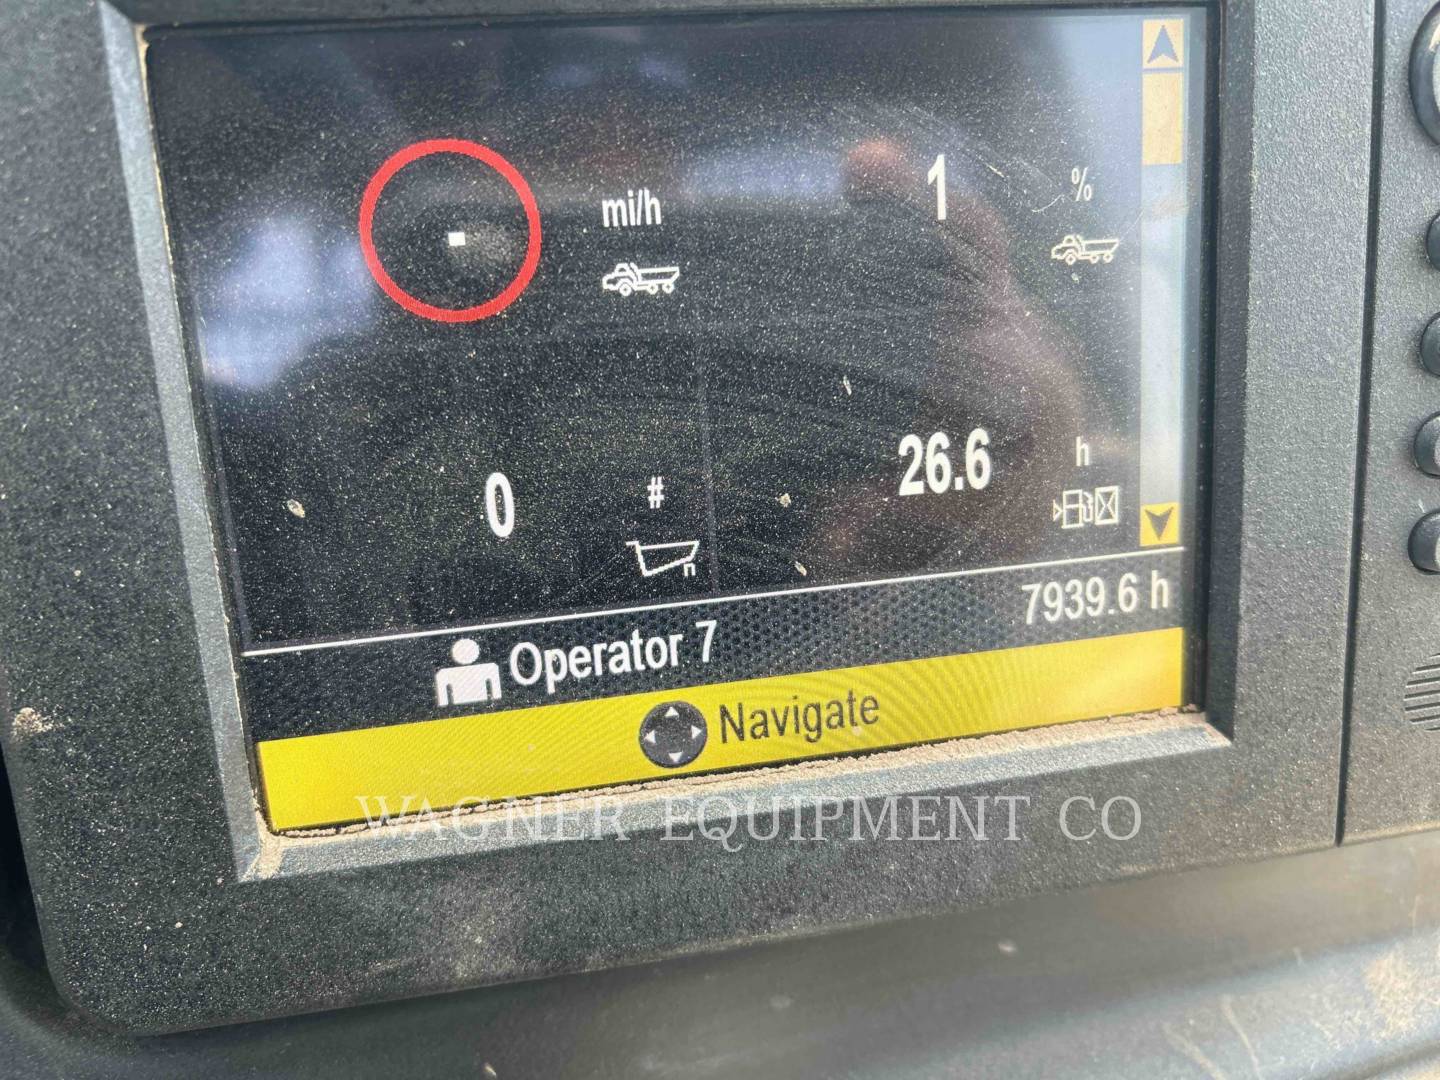 mi/h
1 %
0 #
n
26.6 h
7939.6 h
Operator 7
Navigate
WAGNER EQUIPMENT CO